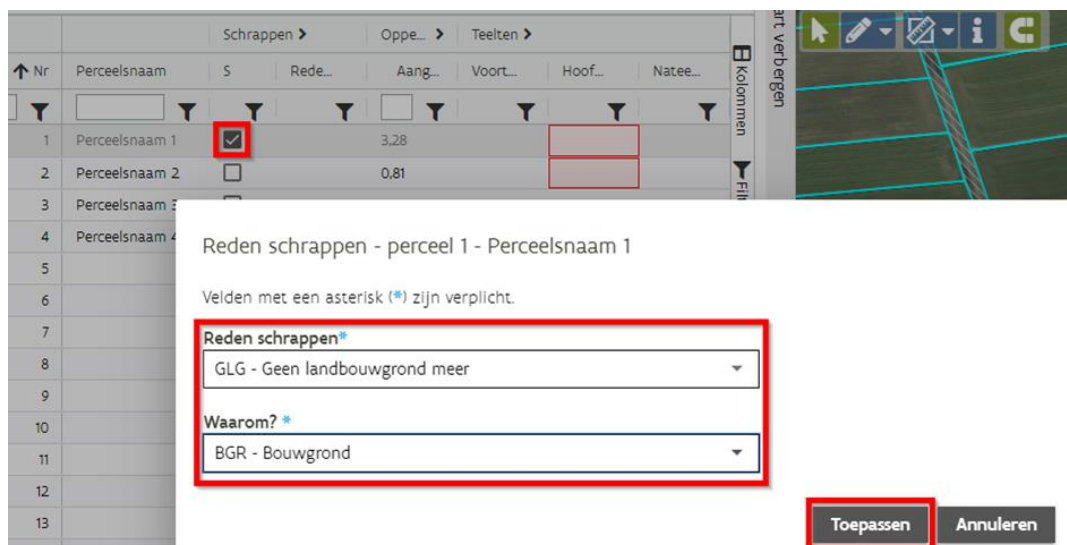 Schrappen > Oppe... > Teelten >
Nr Perceelsnaam S Rede... Aang... Voort... Hoof... Natee...
1 Perceelsnaam 1 3,28
2 Perceelsnaam 2 0,81
3 Perceelsnaam
4 Perceelsnaam
5
6
7
8
9
10
11
12
13
Kolommen
Filt
art verbergen
i
Reden schrappen - perceel 1 - Perceelsnaam 1
Velden met een asterisk (*) zijn verplicht.
Reden schrappen*
GLG - Geen landbouwgrond meer
Waarom? *
BGR - Bouwgrond
Toepassen Annuleren